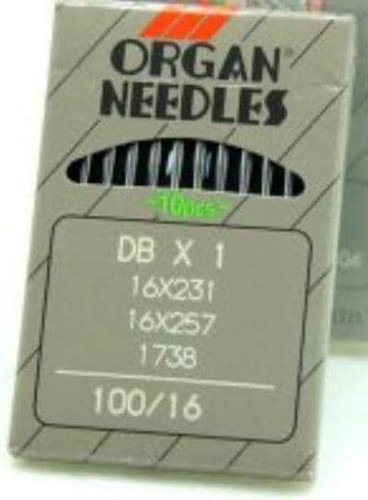 ORGAN®
NEEDLES
-10pcs-
DB X 1
16X231
16X257
1738
100/16